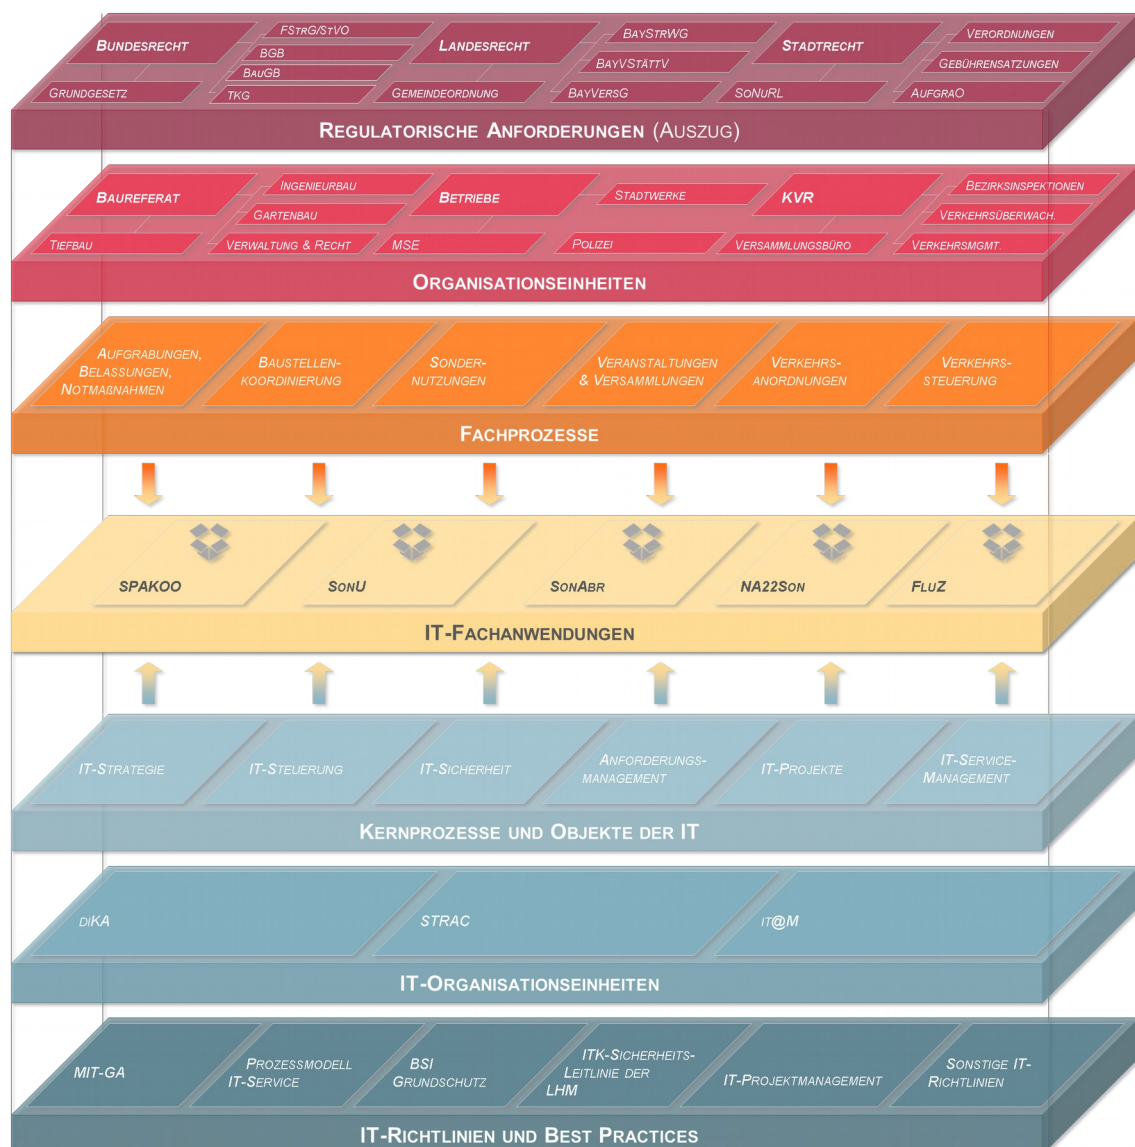 BUNDESRECHT
FSTRG/STVO
BGB
BAUGB
TKG
GRUNDGESETZ
LANDESRECHT
BAYSTRWG
BAYVSTÄTTV
BAYVERSG
GEMEINDEORDNUNG
STADTRECHT
VERORDNUNGEN
GEBÜHRENSATZUNGEN
AUFGRAO
SONURL
REGULATORISCHE ANFORDERUNGEN (AUSZUG)
BAUREFERAT
INGENIEURBAU
GARTENBAU
VERWALTUNG & RECHT
TIEFBAU
BETRIEBE
STADTWERKE
MSE
POLIZEI
KVR
BEZIRKSINSPEKTIONEN
VERKEHRSÜBERWACH.
VERKEHRSMGMT.
VERSAMMLUNGSBÜRO
ORGANISATIONSEINHEITEN
AUFGRABUNGEN,
BELASSUNGEN,
NOTMAßNAHMEN
BAUSTELLEN-
KOORDINIERUNG
SONDER-
NUTZUNGEN
VERANSTALTUNGEN
& VERSAMMLUNGEN
VERKEHRS-
ANORDNUNGEN
VERKEHRS-
STEUERUNG
FACHPROZESSE
SPAKOO
SONU
SONABR
NA22SON
FLUZ
IT-FACHANWENDUNGEN
IT-STRATEGIE
IT-STEUERUNG
IT-SICHERHEIT
ANFORDERUNGS-
MANAGEMENT
IT-PROJEKTE
IT-SERVICE-
MANAGEMENT
KERNPROZESSE UND OBJEKTE DER IT
DIKA
STRAC
IT@M
IT-ORGANISATIONSEINHEITEN
MIT-GA
PROZESSMODELL
IT-SERVICE
BSI
GRUNDSCHUTZ
ITK-SICHERHEITS-
LEITLINIE DER
LHM
IT-PROJEKTMANAGEMENT
SONSTIGE IT-
RICHTLINIEN
IT-RICHTLINIEN UND BEST PRACTICES